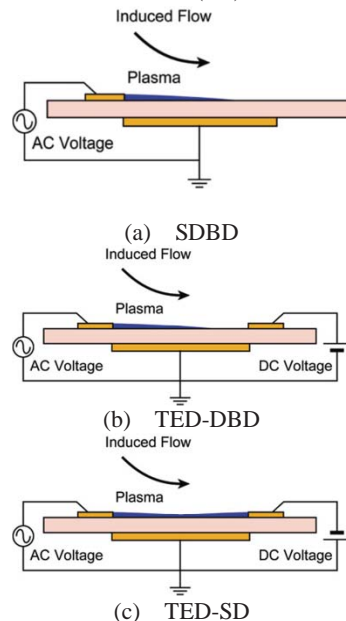 Induced Flow
Plasma
AC Voltage
(a) SDBD
Induced Flow
Plasma
AC Voltage
DC Voltage
(b) TED-DBD
Induced Flow
Plasma
AC Voltage
DC Voltage
(c) TED-SD